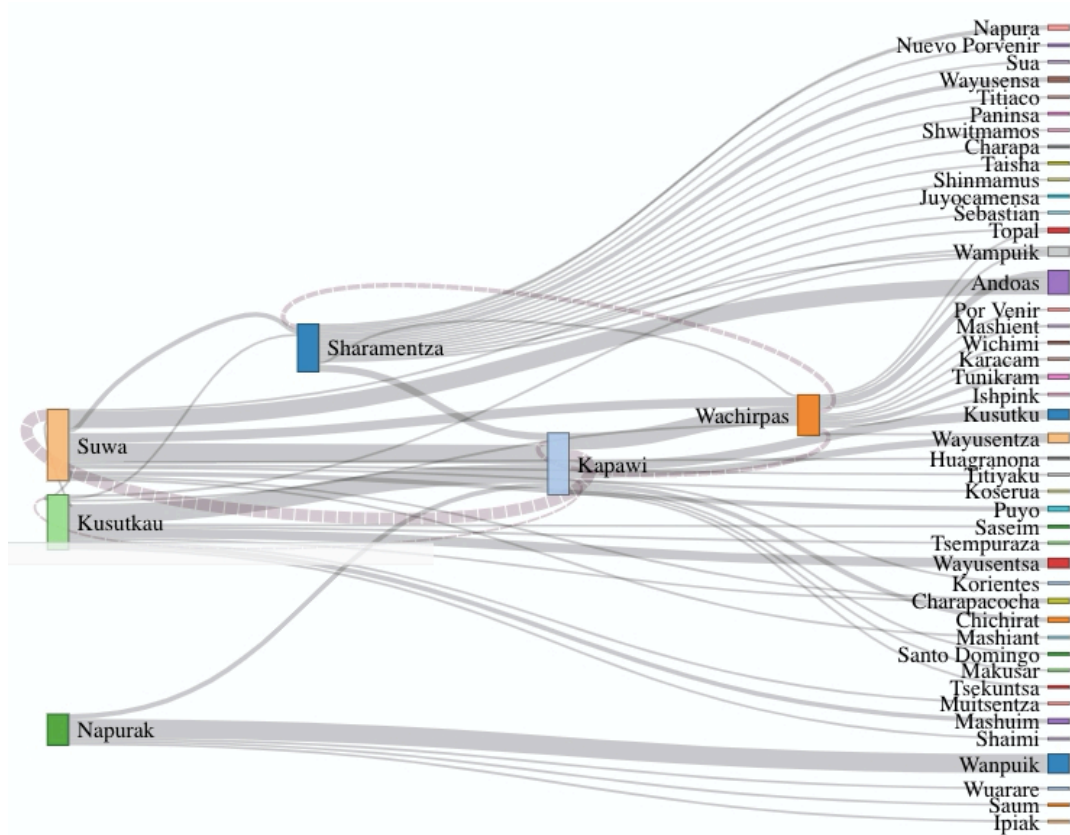 Napura
Nuevo Porvenir
Sua
Wayusensa
Titiaco
Paninsa
Shwitmamos
Charapa
Taisha
Shinmamus
Juyocamensa
Sebastian
Topal
Wampuik
Andoas
Por Venir
Mashient
Wichimi
Karacam
Tunikram
Ishpink
Kusutku
Wayusentza
Huagranona
Titiyaku
Koserua
Puyo
Saseim
Tsempuraza
Wayusentsa
Korientes
Charapacocha
Chichirat
Mashiant
Santo Domingo
Makusar
Tsekuntsa
Muitsentza
Mashuim
Shaimi
Wanpuik
Wuarare
Saum
Ipiak
Sharamentza
Wachirpas
Suwa
Kapawi
Kusutkau
Napurak